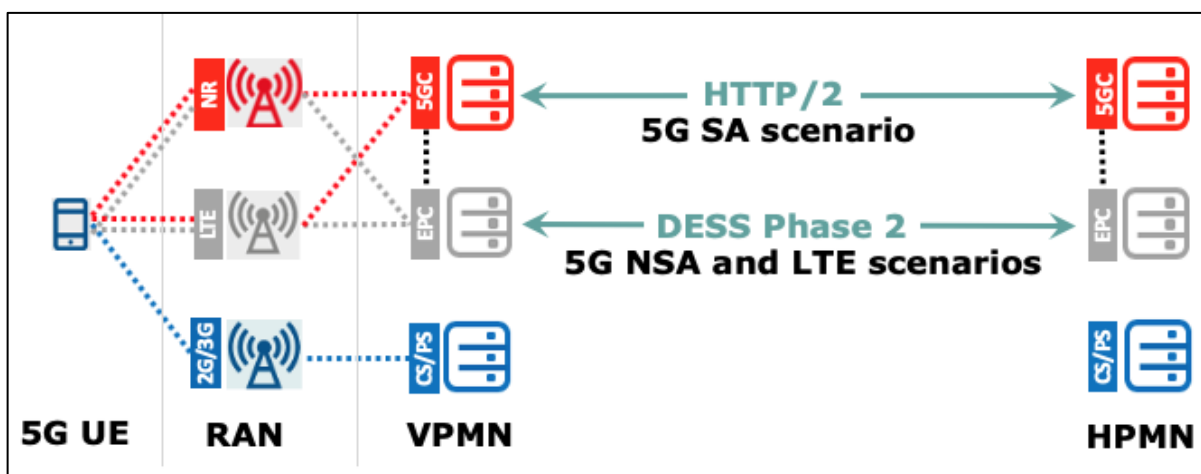 NR
5GC
HTTP/2
5G SA scenario
5GC
LTE
EPC
DESS Phase 2
5G NSA and LTE scenarios
EPC
2G/3G
CS/PS
CS/PS
5G UE
RAN
VPMN
HPMN